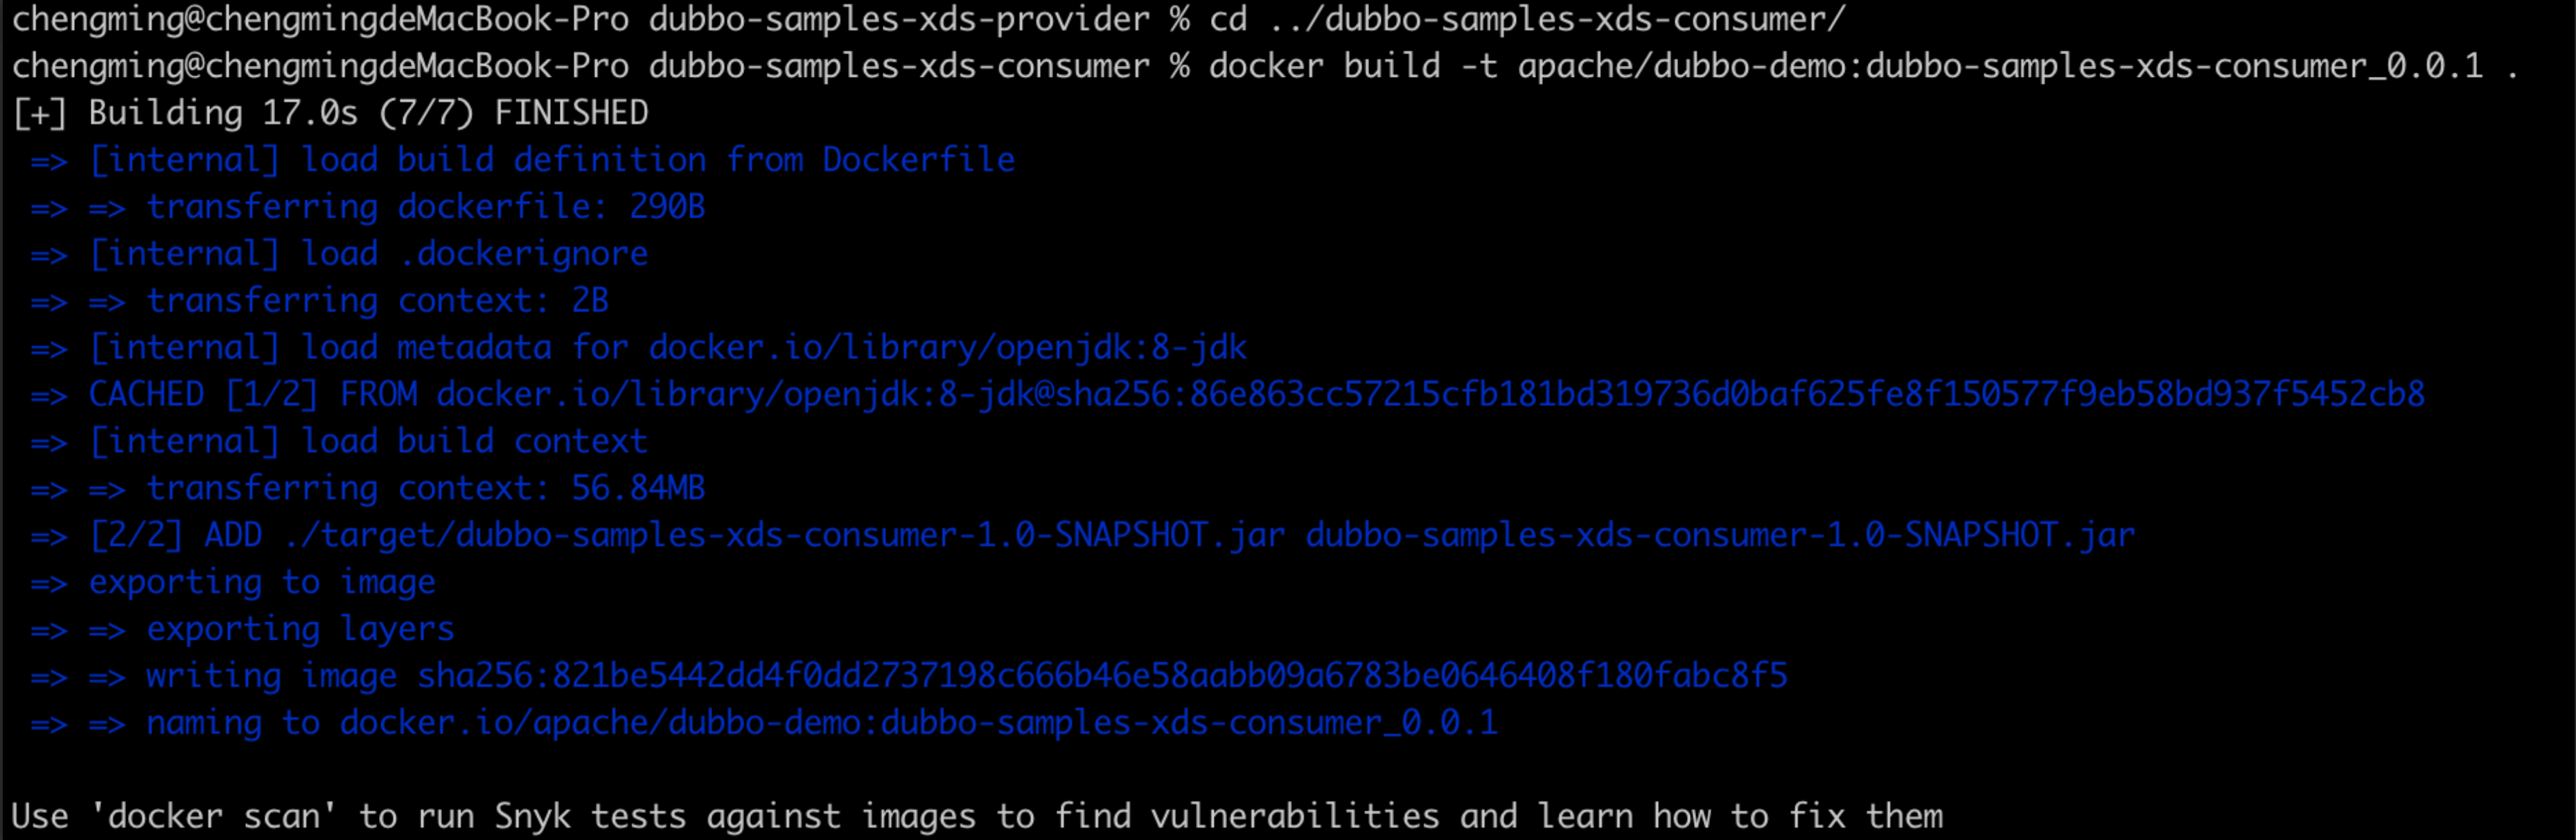 chengming@chengmingdeMacBook-Pro dubbo-samples-xds-provider % cd ../dubbo-samples-xds-consumer/
chengming@chengmingdeMacBook-Pro dubbo-samples-xds-consumer % docker build -t apache/dubbo-demo:dubbo-samples-xds-consumer_0.0.1 .
[+] Building 17.0s (7/7) FINISHED
=> [internal] load build definition from Dockerfile
=> => transferring dockerfile: 290B
=> [internal] load .dockerignore
=> => transferring context: 2B
=> [internal] load metadata for docker.io/library/openjdk:8-jdk
=> CACHED [1/2] FROM docker.io/library/openjdk:8-jdk@sha256:86e863cc57215cfb181bd319736d0baf625fe8f150577f9eb58bd937f5452cb8
=> [internal] load build context
=> => transferring context: 56.84MB
=> [2/2] ADD ./target/dubbo-samples-xds-consumer-1.0-SNAPSHOT.jar dubbo-samples-xds-consumer-1.0-SNAPSHOT.jar
=> exporting to image
=> => exporting layers
=> => writing image sha256:821be5442dd4f0dd2737198c666b46e58aabb09a6783be0646408f180fabc8f5
=> => naming to docker.io/apache/dubbo-demo:dubbo-samples-xds-consumer_0.0.1
Use 'docker scan' to run Snyk tests against images to find vulnerabilities and learn how to fix them